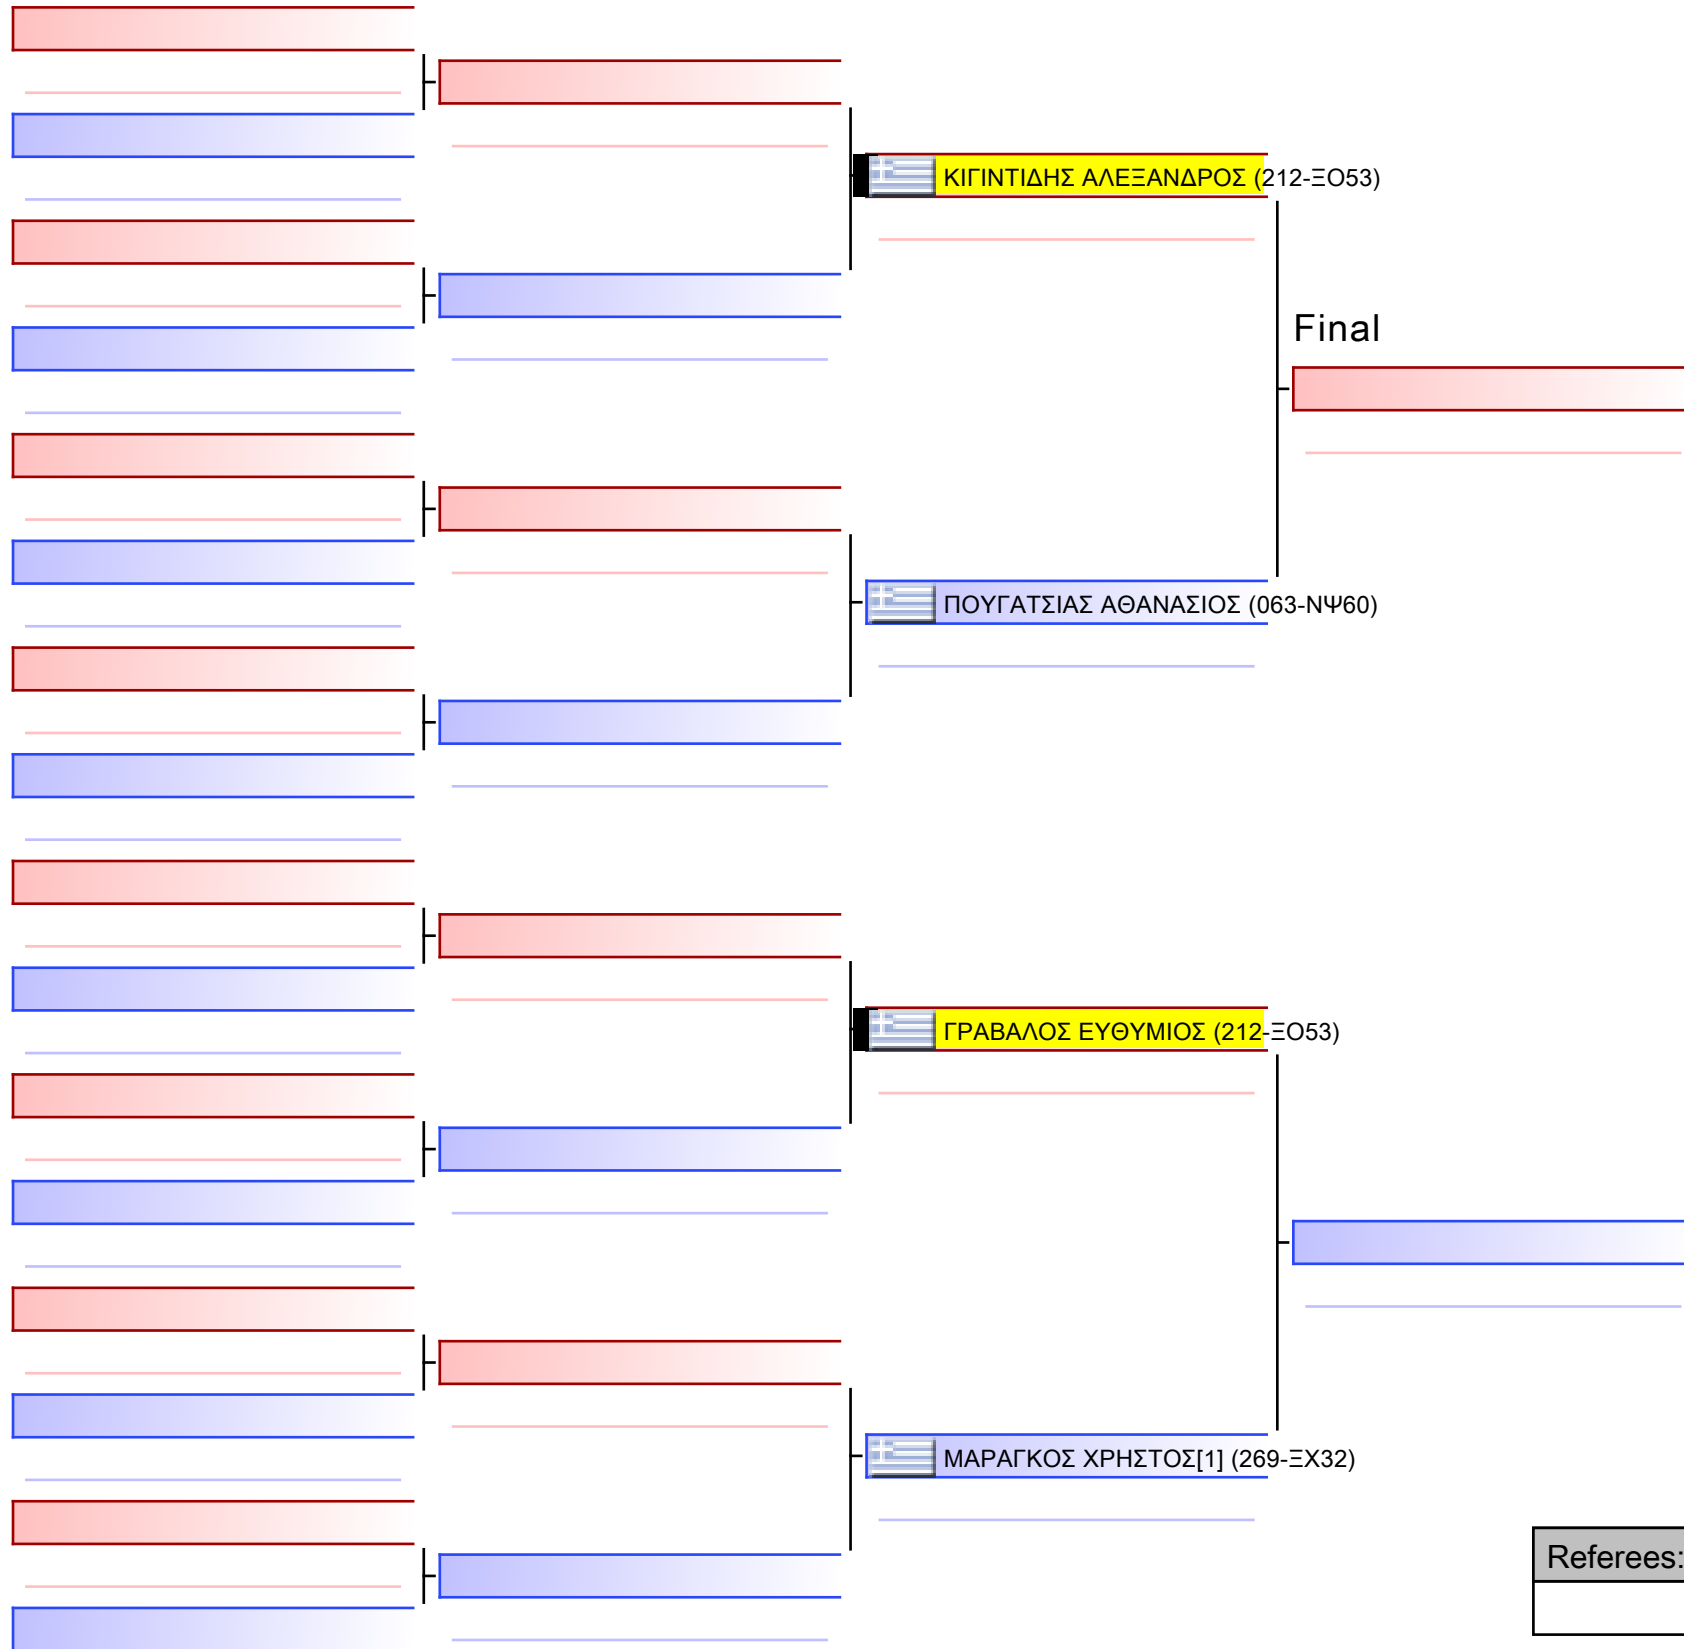 ΚΙΓΙΝΤΙΔΗΣ ΑΛΕΞΑΝΔΡΟΣ (212-ΞΟ53)
Final
ΠΟΥΓΑΤΣΙΑΣ ΑΘΑΝΑΣΙΟΣ (063-ΝΨ60)
ΓΡΑΒΑΛΟΣ ΕΥΘΥΜΙΟΣ (212-ΞΟ53)
ΜΑΡΑΓΚΟΣ ΧΡΗΣΤΟΣ[1] (269-ΞΧ32)
Referees: